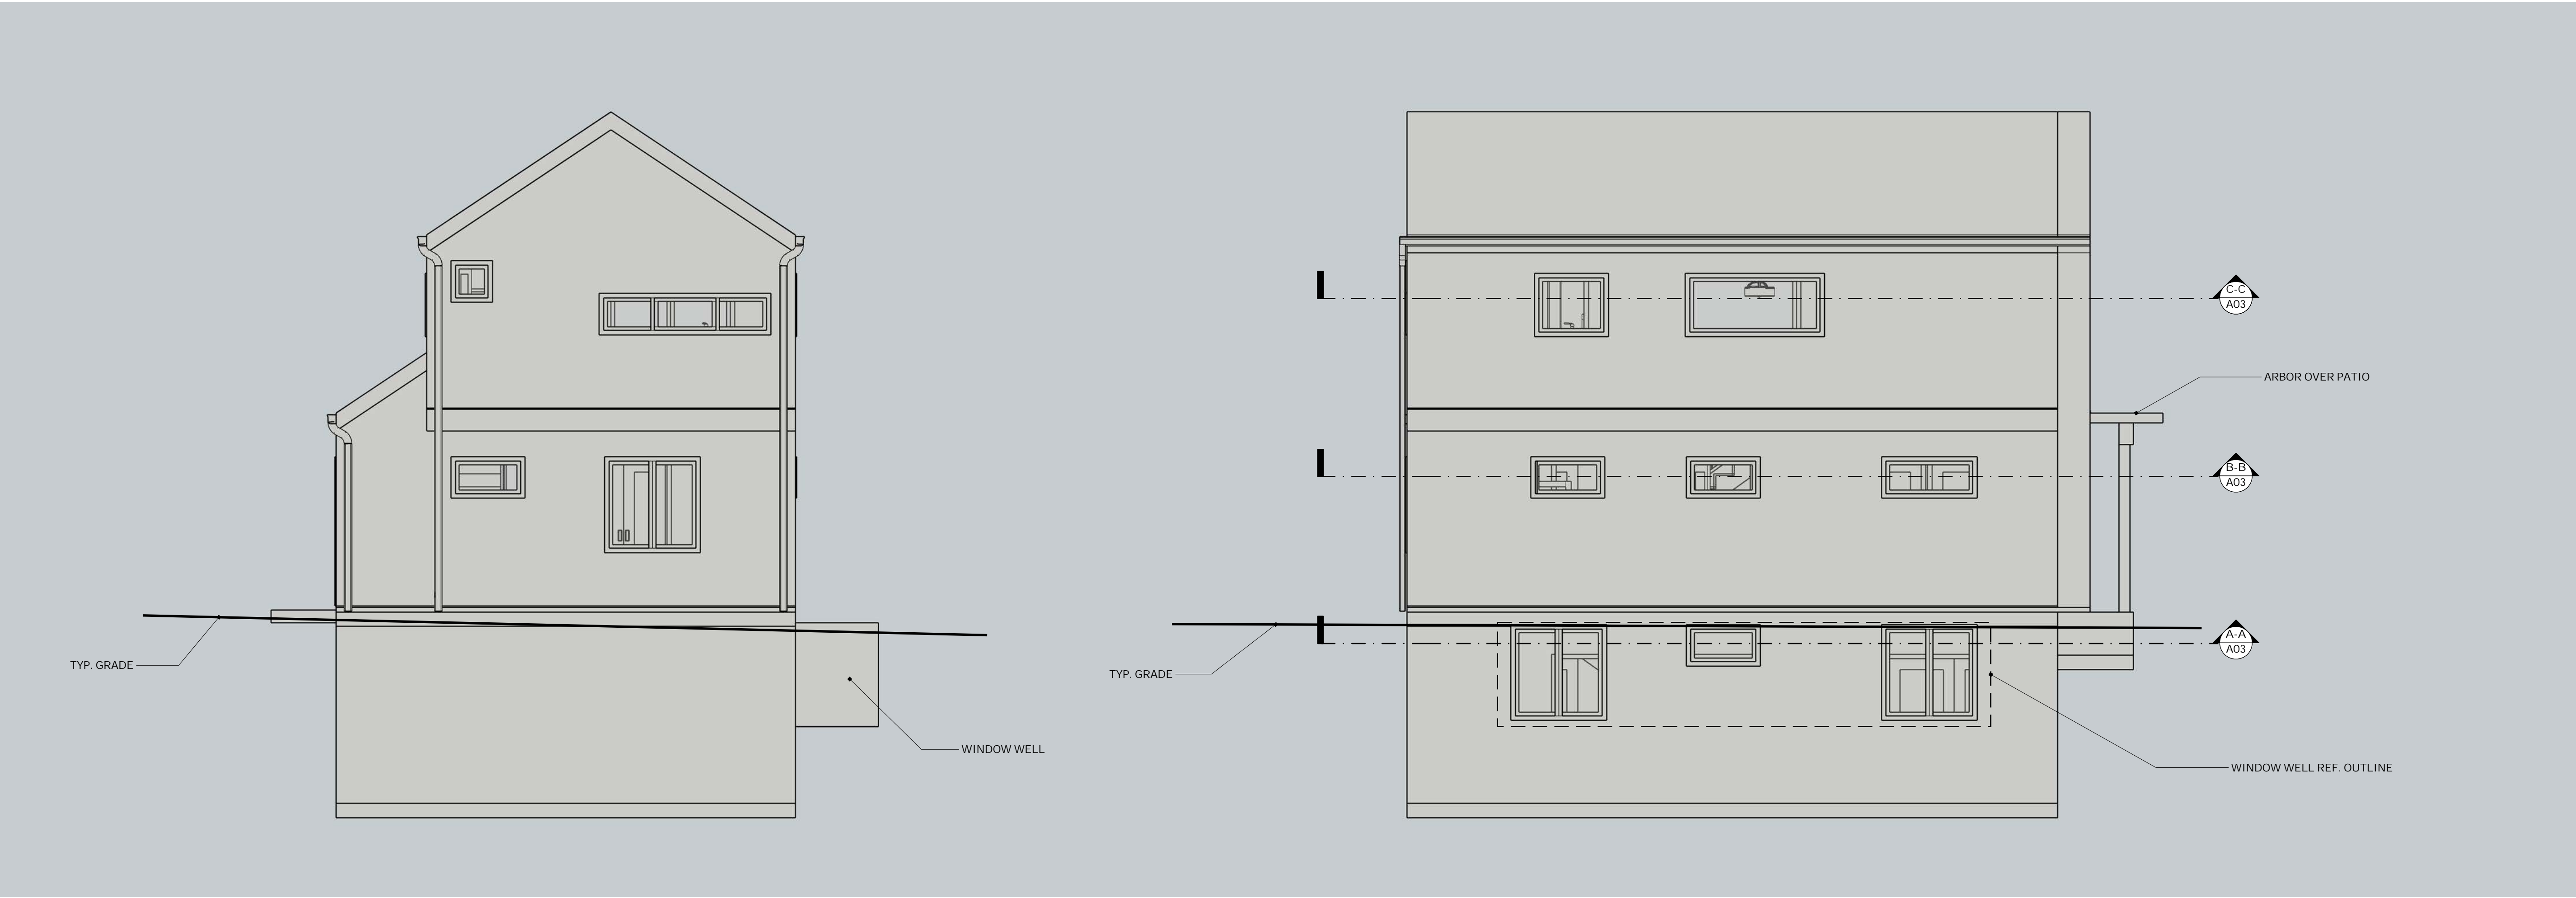 C-C
A03
ARBOR OVER PATIO
B-B
A03
A-A
A03
TYP. GRADE
TYP. GRADE
WINDOW WELL
WINDOW WELL REF. OUTLINE